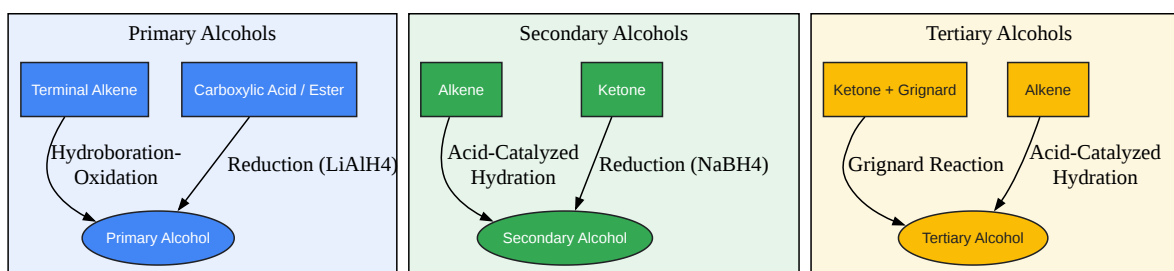 Primary Alcohols
Terminal Alkene
Carboxylic Acid / Ester
Hydroboration-
Oxidation
Reduction (LiAlH4)
Primary Alcohol
Secondary Alcohols
Alkene
Ketone
Acid-Catalyzed
Hydration
Reduction (NaBH4)
Secondary Alcohol
Tertiary Alcohols
Ketone + Grignard
Alkene
Grignard Reaction
Acid-Catalyzed
Hydration
Tertiary Alcohol